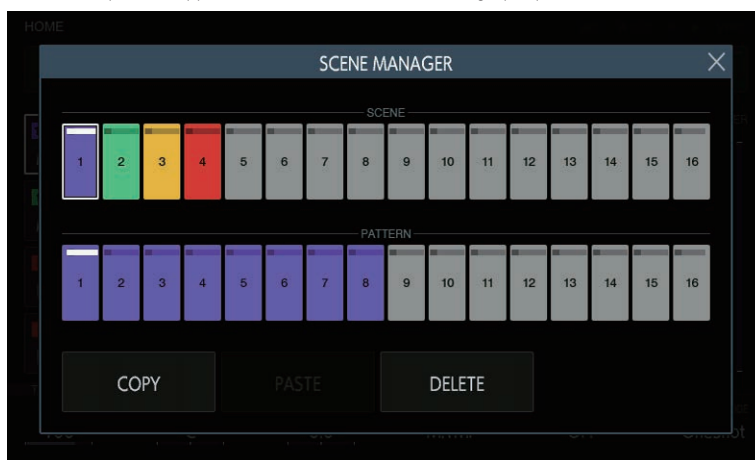 HOME
SCENE MANAGER
SCENE
1 2 3 4 5 6 7 8 9 10 11 12 13 14 15 16
PATTERN
1 2 3 4 5 6 7 8 9 10 11 12 13 14 15 16
COPY PASTE DELETE